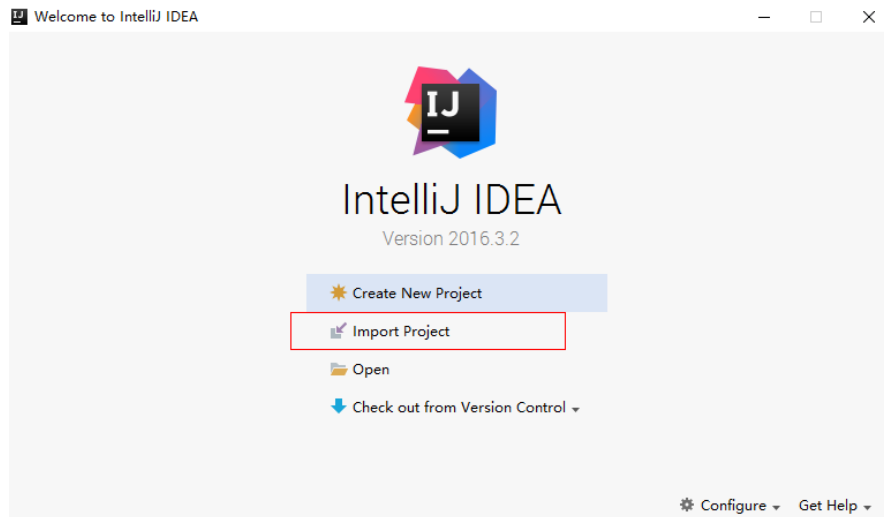 Welcome to IntelliJ IDEA
IJ
IntelliJ IDEA
Version 2016.3.2
Create New Project
Import Project
Open
Check out from Version Control
Configure Get Help